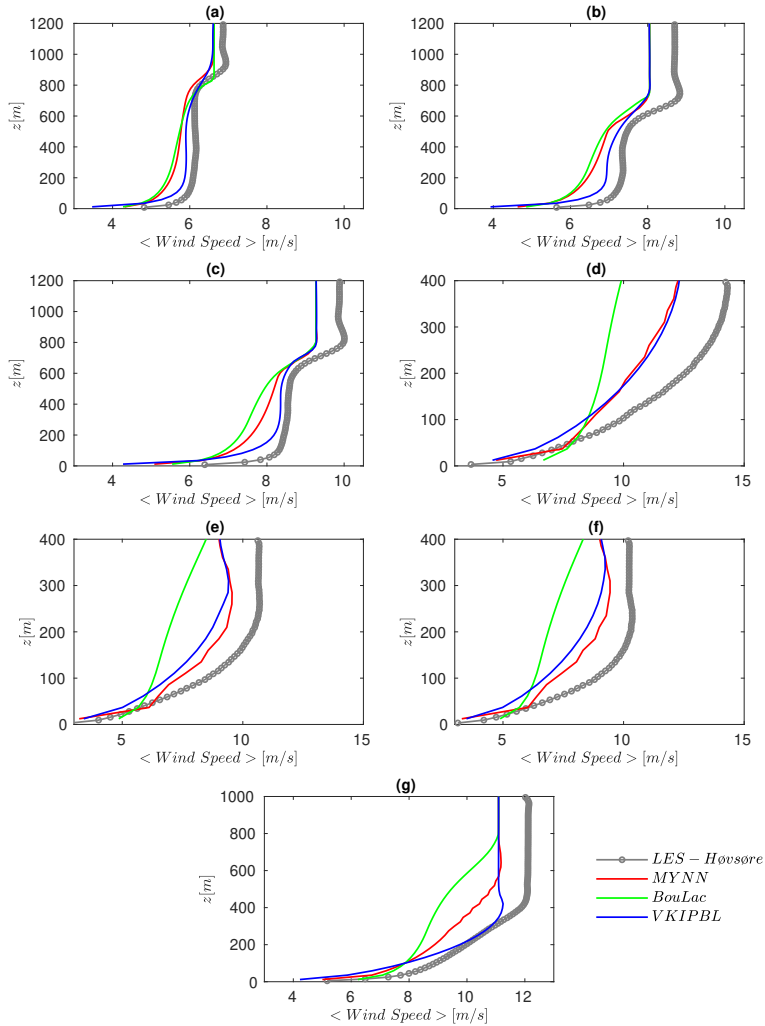 (a)
(b)
1200 1000 800 600 400 200 0
z[m]
4 6 8 10
< Wind Speed > [m/s]
1200 1000 800 600 400 200 0
z[m]
4 6 8 10
< Wind Speed > [m/s]
(c)
(d)
1200 1000 800 600 400 200 0
z[m]
4 6 8 10
< Wind Speed > [m/s]
400 300 200 100 0
z[m]
5 10 15
< Wind Speed > [m/s]
(e)
(f)
400 300 200 100 0
z[m]
5 10 15
< Wind Speed > [m/s]
400 300 200 100 0
z[m]
5 10 15
< Wind Speed > [m/s]
(g)
1000 800 600 400 200 0
z[m]
4 6 8 10 12
< Wind Speed > [m/s]
LES − Høvsøre
MYNN
BouLac
VKIPBL